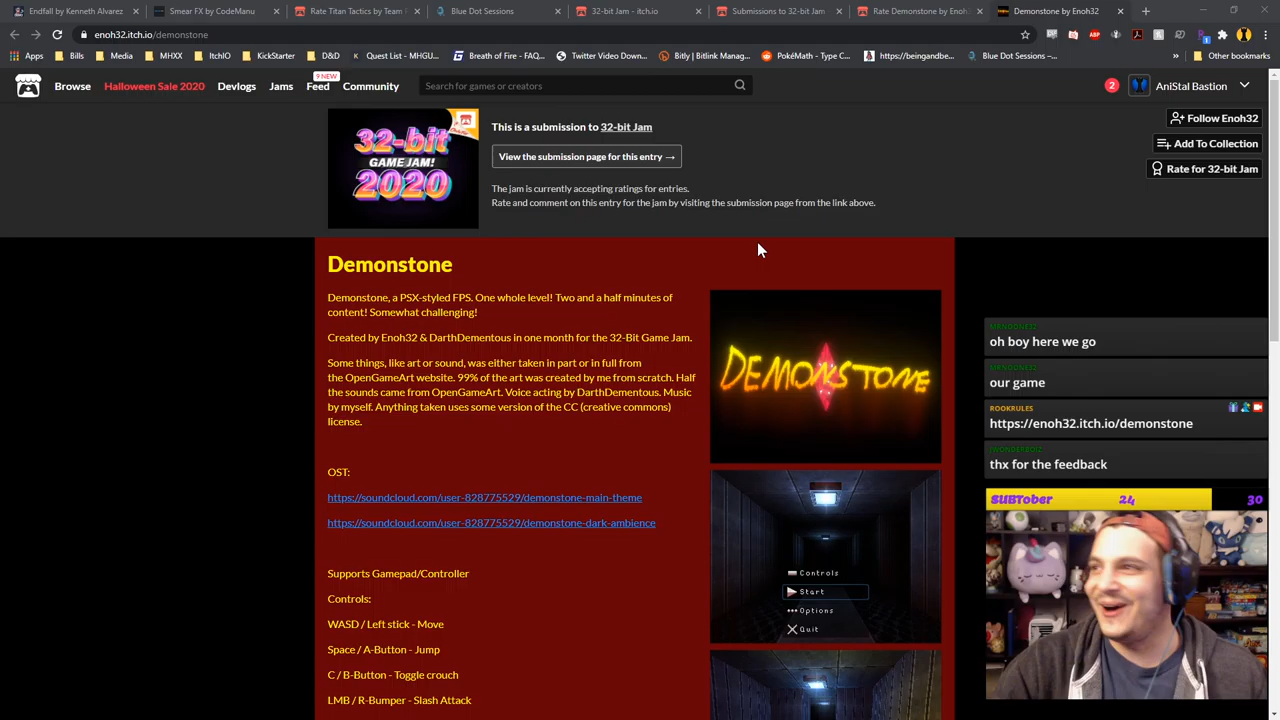 Endfall by Kenneth Alvarez
Smear FX by CodeManu
Rate Titan Tactics by Team
Blue Dot Sessions
32-bit Jam - itch.io
Submissions to 32-bit Jam
Rate Demonstone by Enoh
Demonstone by Enoh32
enoh32.itch.io/demonstone
Apps
Bills
Media
MHXX
ItchIO
KickStarter
D&D
Quest List - MHGU...
Breath of Fire - FAQ...
Twitter Video Down...
Bitly | Bitlink Manag...
PokéMath - Crystal...
https://beingandbe...
Blue Dot Sessions —...
Other bookmarks
Browse
Halloween Sale 2020
Devlogs
Jams
9 NEW
Feed
Community
Search for games or creators
2
AniStal Bastion
32-bit
GAME JAM!
2020
This is a submission to 32-bit Jam
View the submission page for this entry →
The jam is currently accepting ratings for entries.
Rate and comment on this entry for the jam by visiting the submission page from the link above.
Follow Enoh32
Add To Collection
Rate for 32-bit Jam
Demonstone
Demonstone, a PSX-styled FPS. One whole level! Two and a half minutes of
content! Somewhat challenging!
Created by Enoh32 & DarthDementous in one month for the 32-Bit Game Jam.
Some things, like art or sound, was either taken in part or in full from
the OpenGameArt website. 99% of the art was created by me from scratch. Half
the sounds came from OpenGameArt. Voice acting by DarthDementous. Music
by myself. Anything taken uses some version of the CC (creative commons)
license.
OST:
https://soundcloud.com/user-828775529/demonstone-main-theme
https://soundcloud.com/user-828775529/demonstone-dark-ambience
Supports Gamepad/Controller
Controls:
WASD / Left stick - Move
Space / A-Button - Jump
C / B-Button - Toggle crouch
LMB / R-Bumper - Slash Attack
DEMONSTONE
Controls
Start
Options
Quit
oh boy here we go
our game
ROOKRULES
https://enoh32.itch.io/demonstone
thx for the feedback
SUBTober 24 30